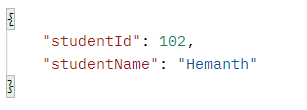 {
"studentId": 102,
"studentName": "Hemanth"
}